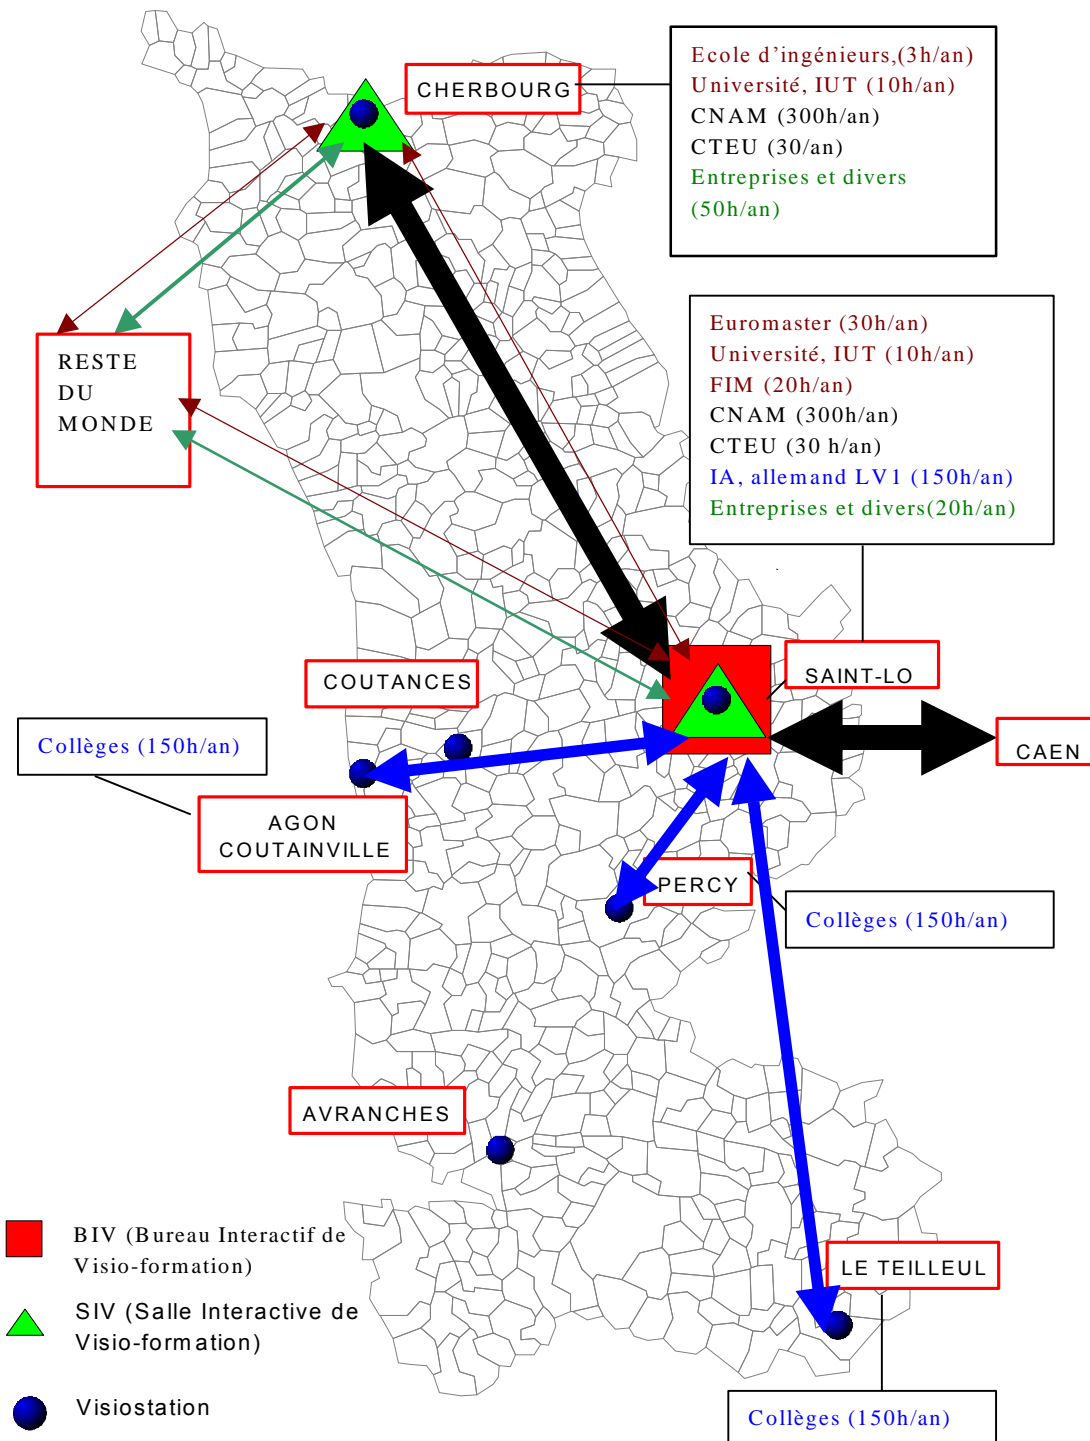 CHERBOURG
Ecole d'ingénieurs,(3h/an)
Université, IUT (10h/an)
CNAM (300h/an)
CTEU (30/an)
Entreprises et divers
(50h/an)
RESTE
DU
MONDE
Euromaster (30h/an)
Université, IUT (10h/an)
FIM (20h/an)
CNAM (300h/an)
CTEU (30 h/an)
IA, allemand LV1 (150h/an)
Entreprises et divers(20h/an)
COUTANCES
SAINT-LO
Collèges (150h/an)
CAEN
AGON
COUTAINVILLE
PERCY
Collèges (150h/an)
AVRANCHES
BIV (Bureau Interactif de
Visio-formation)
LE TEILLEUL
SIV (Salle Interactive de
Visio-formation)
Visiostation
Collèges (150h/an)